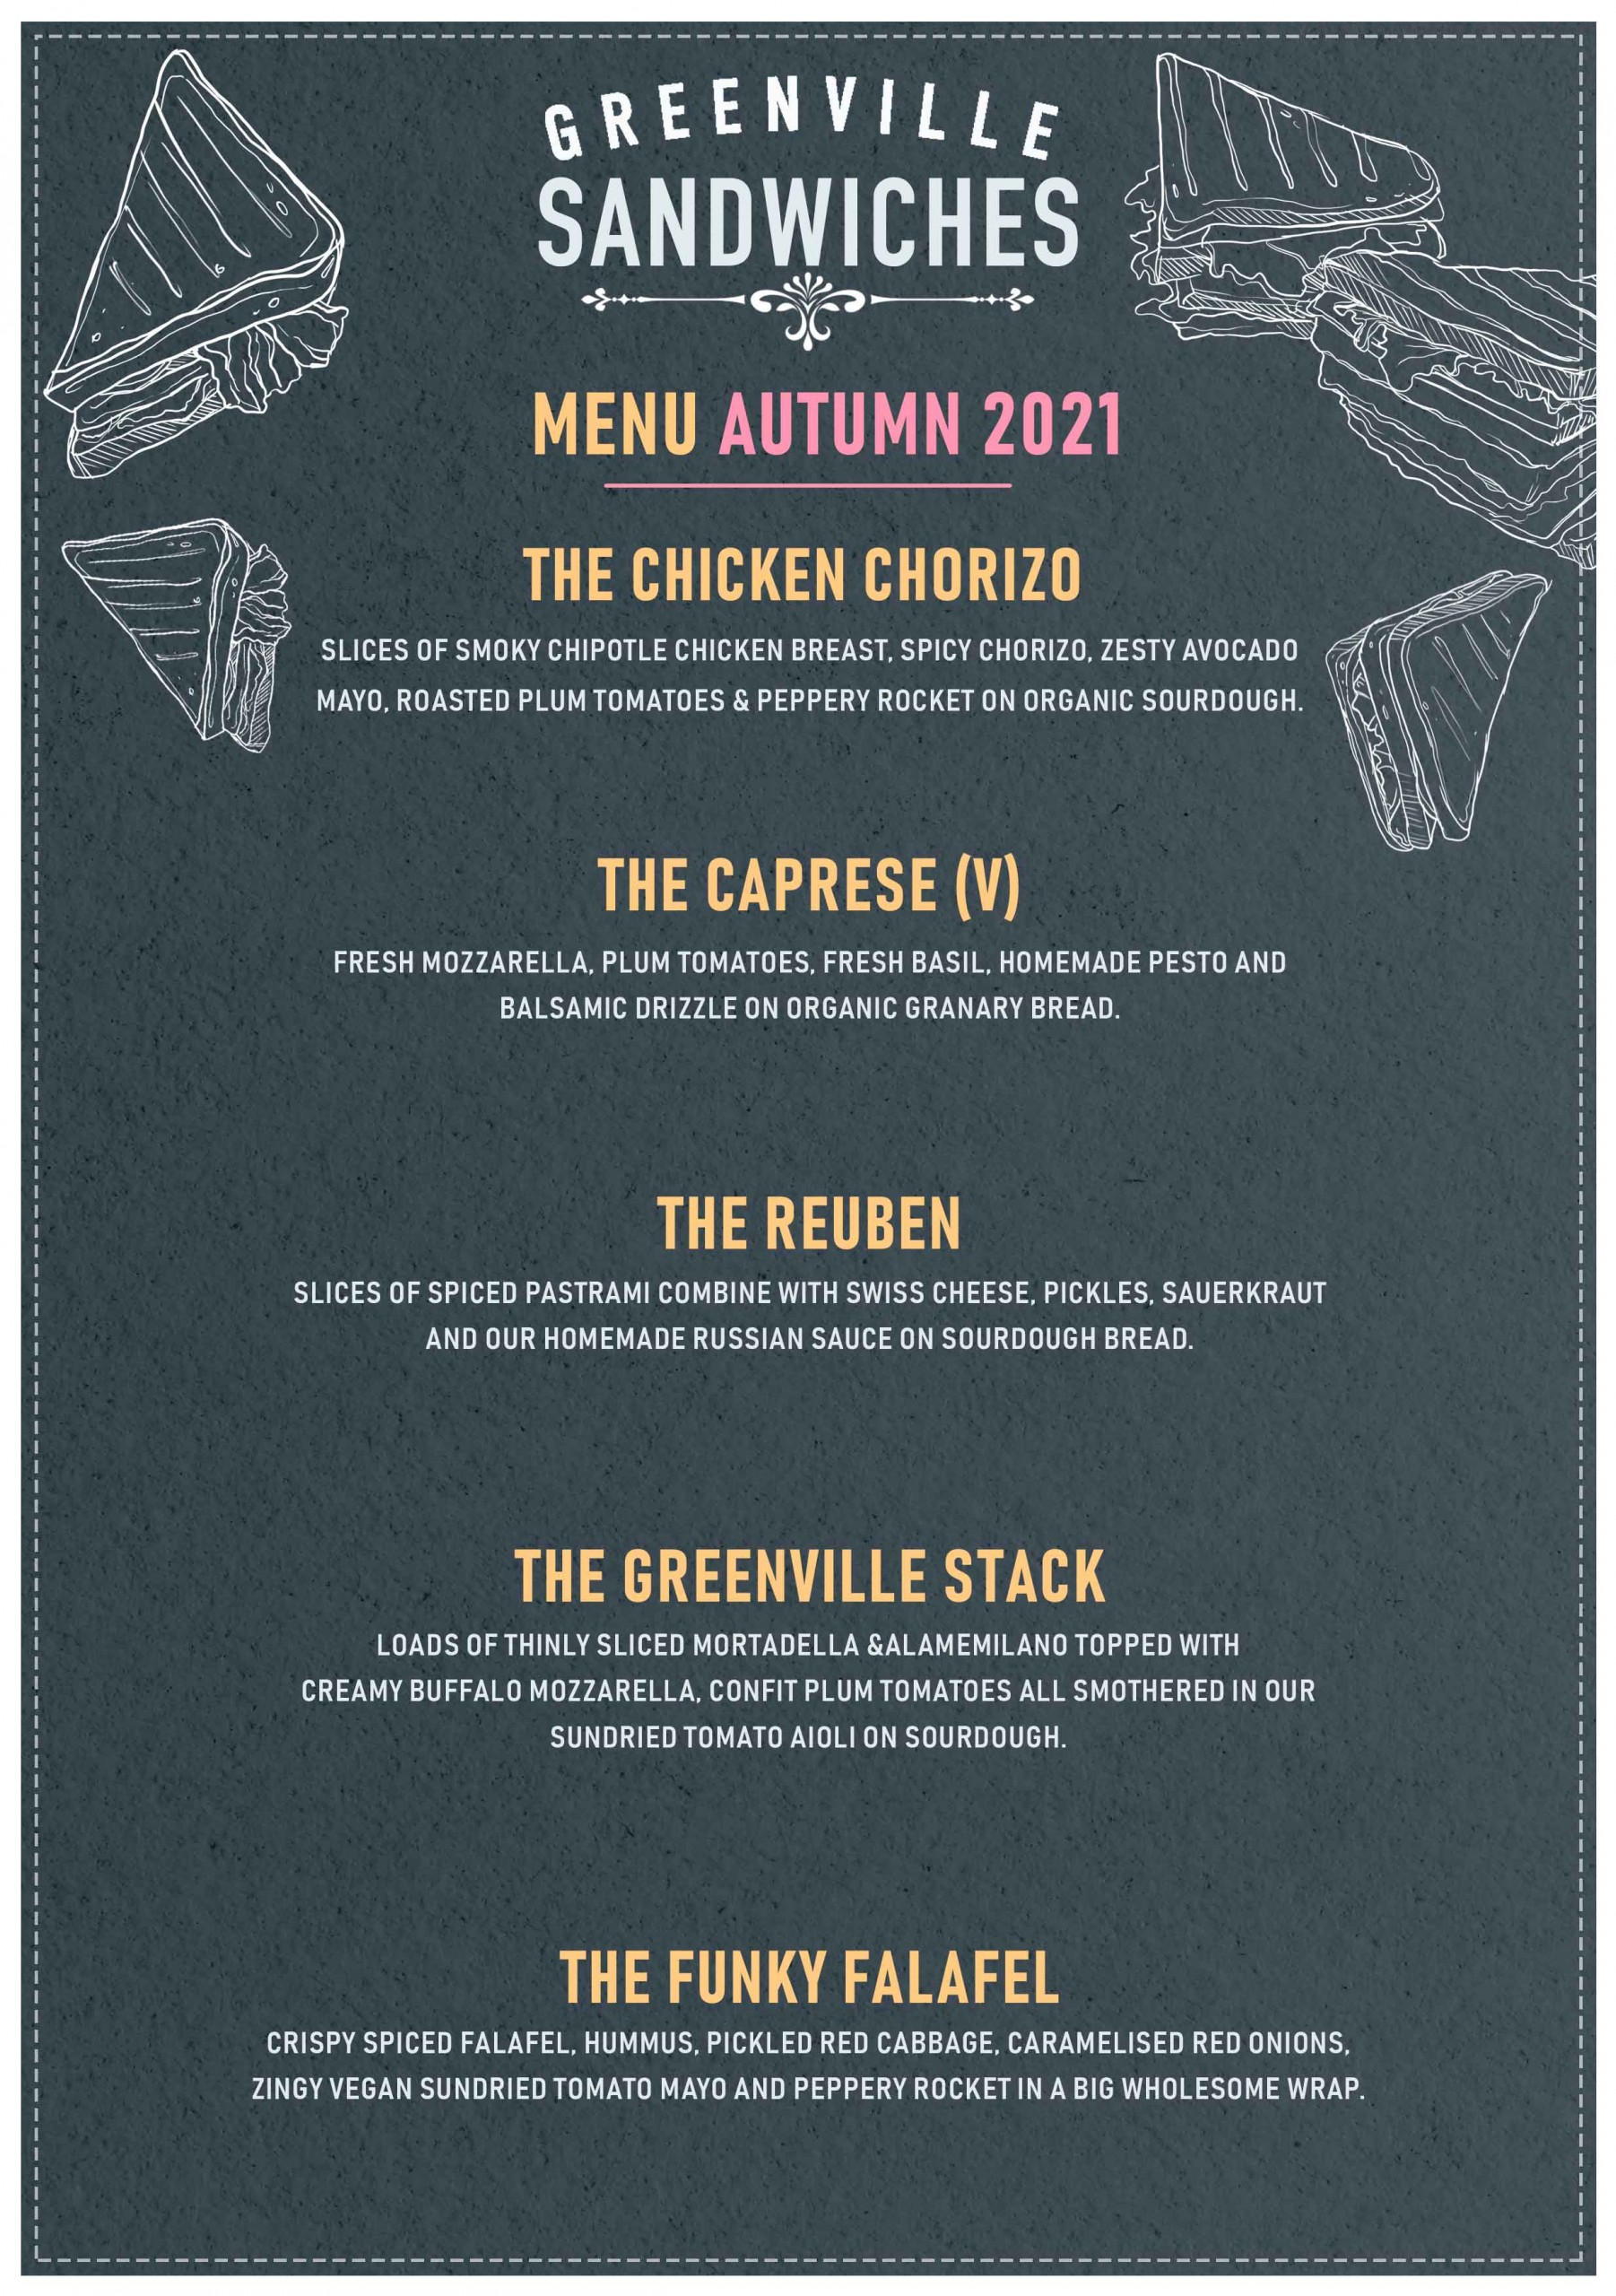 GREENVILLE
SANDWICHES
MENU AUTUMN 2021
THE CHICKEN CHORIZO
SLICES OF SMOKY CHIPOTLE CHICKEN BREAST, SPICY CHORIZO, ZESTY AVOCADO
MAYO, ROASTED PLUM TOMATOES & PEPPERY ROCKET ON ORGANIC SOURDOUGH.
THE CAPRESE (V)
FRESH MOZZARELLA, PLUM TOMATOES, FRESH BASIL, HOMEMADE PESTO AND
BALSAMIC DRIZZLE ON ORGANIC GRANARY BREAD.
THE REUBEN
SLICES OF SPICED PASTRAMI COMBINE WITH SWISS CHEESE, PICKLES, SAUERKRAUT
AND OUR HOMEMADE RUSSIAN SAUCE ON SOURDOUGH BREAD.
THE GREENVILLE STACK
LOADS OF THINLY SLICED MORTADELLA &ALAMEMILANO TOPPED WITH
CREAMY BUFFALO MOZZARELLA, CONFIT PLUM TOMATOES ALL SMOTHERED IN OUR
SUNDRIED TOMATO AIOLI ON SOURDOUGH.
THE FUNKY FALAFEL
CRISPY SPICED FALAFEL, HUMMUS, PICKLED RED CABBAGE, CARAMELISED RED ONIONS,
ZINGY VEGAN SUNDRIED TOMATO MAYO AND PEPPERY ROCKET IN A BIG WHOLESOME WRAP.